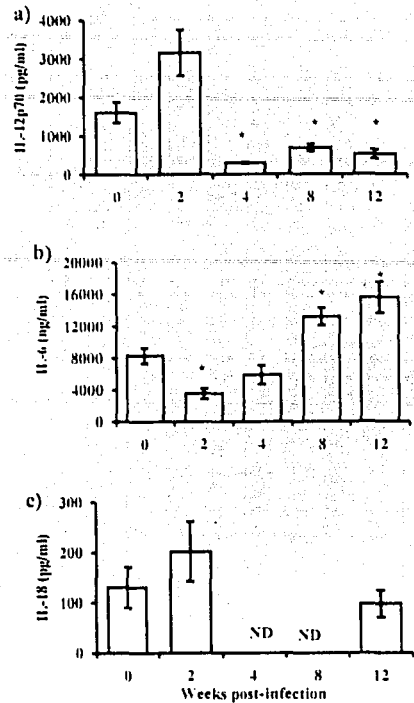 a)
IL-12p70 (pg/ml)
4000
3000
2000
1000
0
*
*
*
0 2 4 8 12
b)
IL-6 (ng/ml)
20000
16000
12000
8000
4000
0
*
*
*
0 2 4 8 12
c)
IL-18 (pg/ml)
300
200
100
0
ND ND
0 2 4 8 12
Weeks post-infection